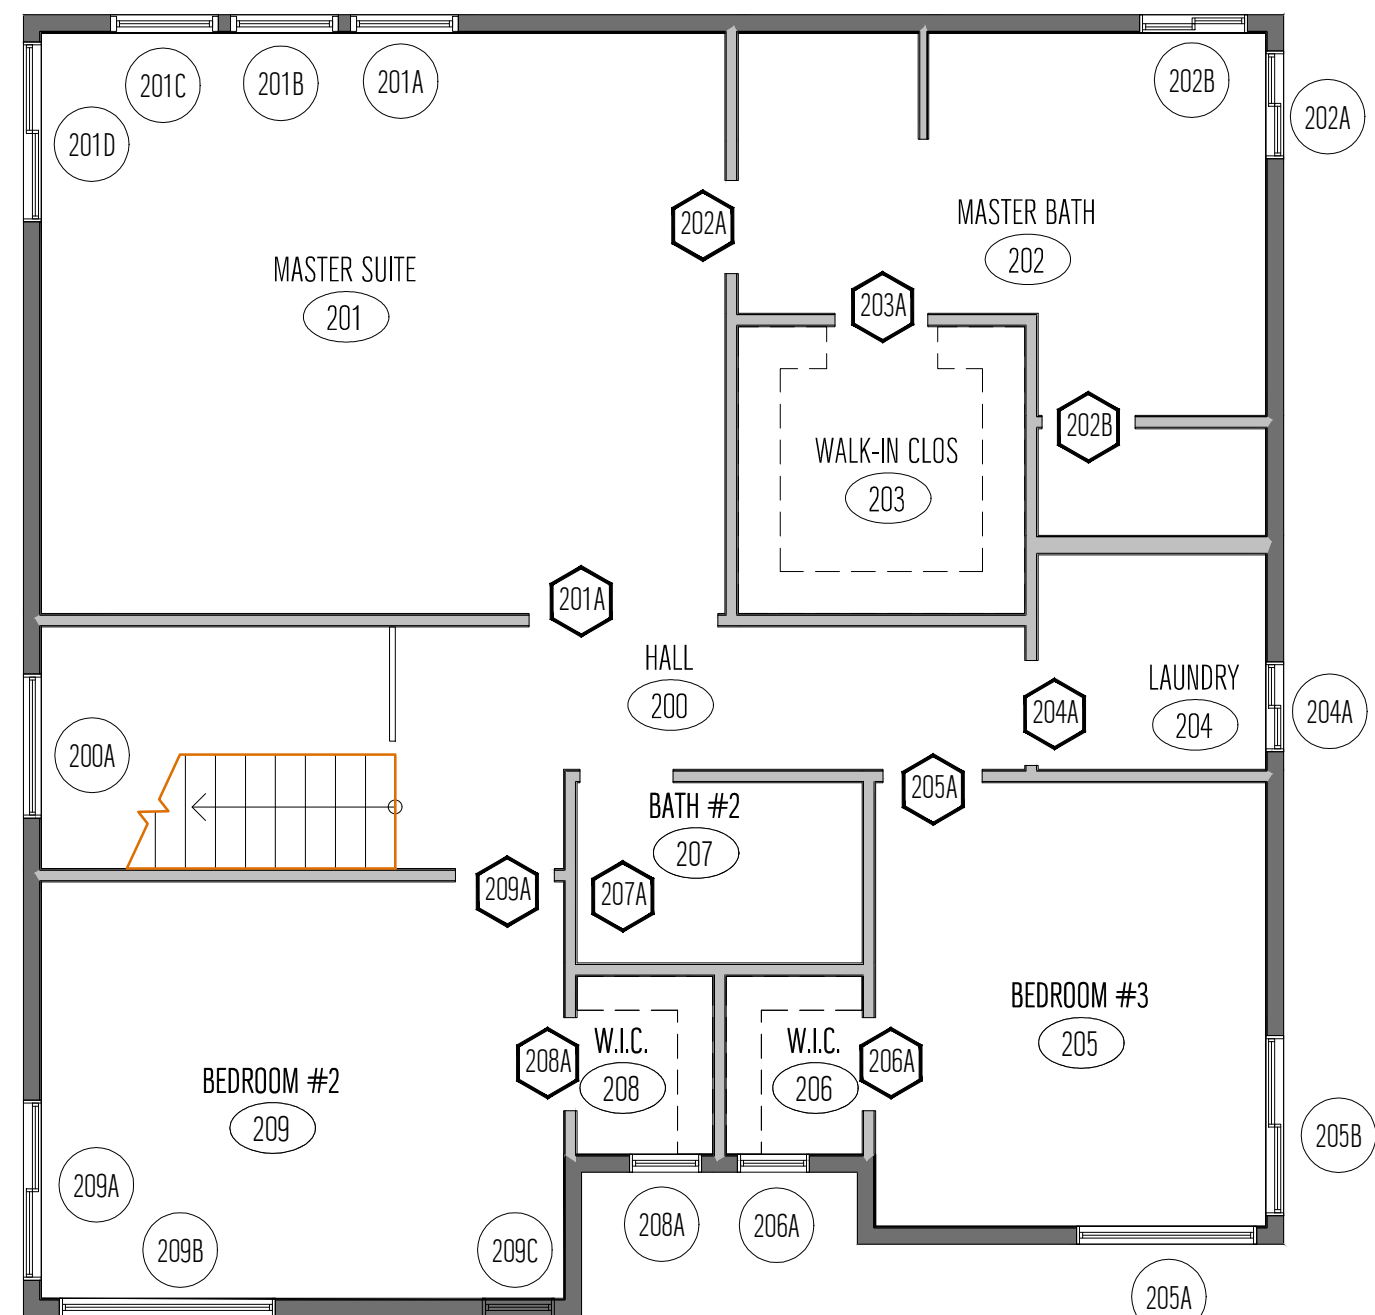 201C
201B
201A
202B
202A
201D
202A
MASTER BATH
202
MASTER SUITE
201
203A
202B
WALK-IN CLOS
203
201A
HALL
200
LAUNDRY
204
204A
204A
200A
205A
BATH #2
207
209A
207A
BEDROOM #3
205
W.I.C.
208
208A
W.I.C.
206
206A
BEDROOM #2
209
205B
209A
208A
206A
209B
209C
205A